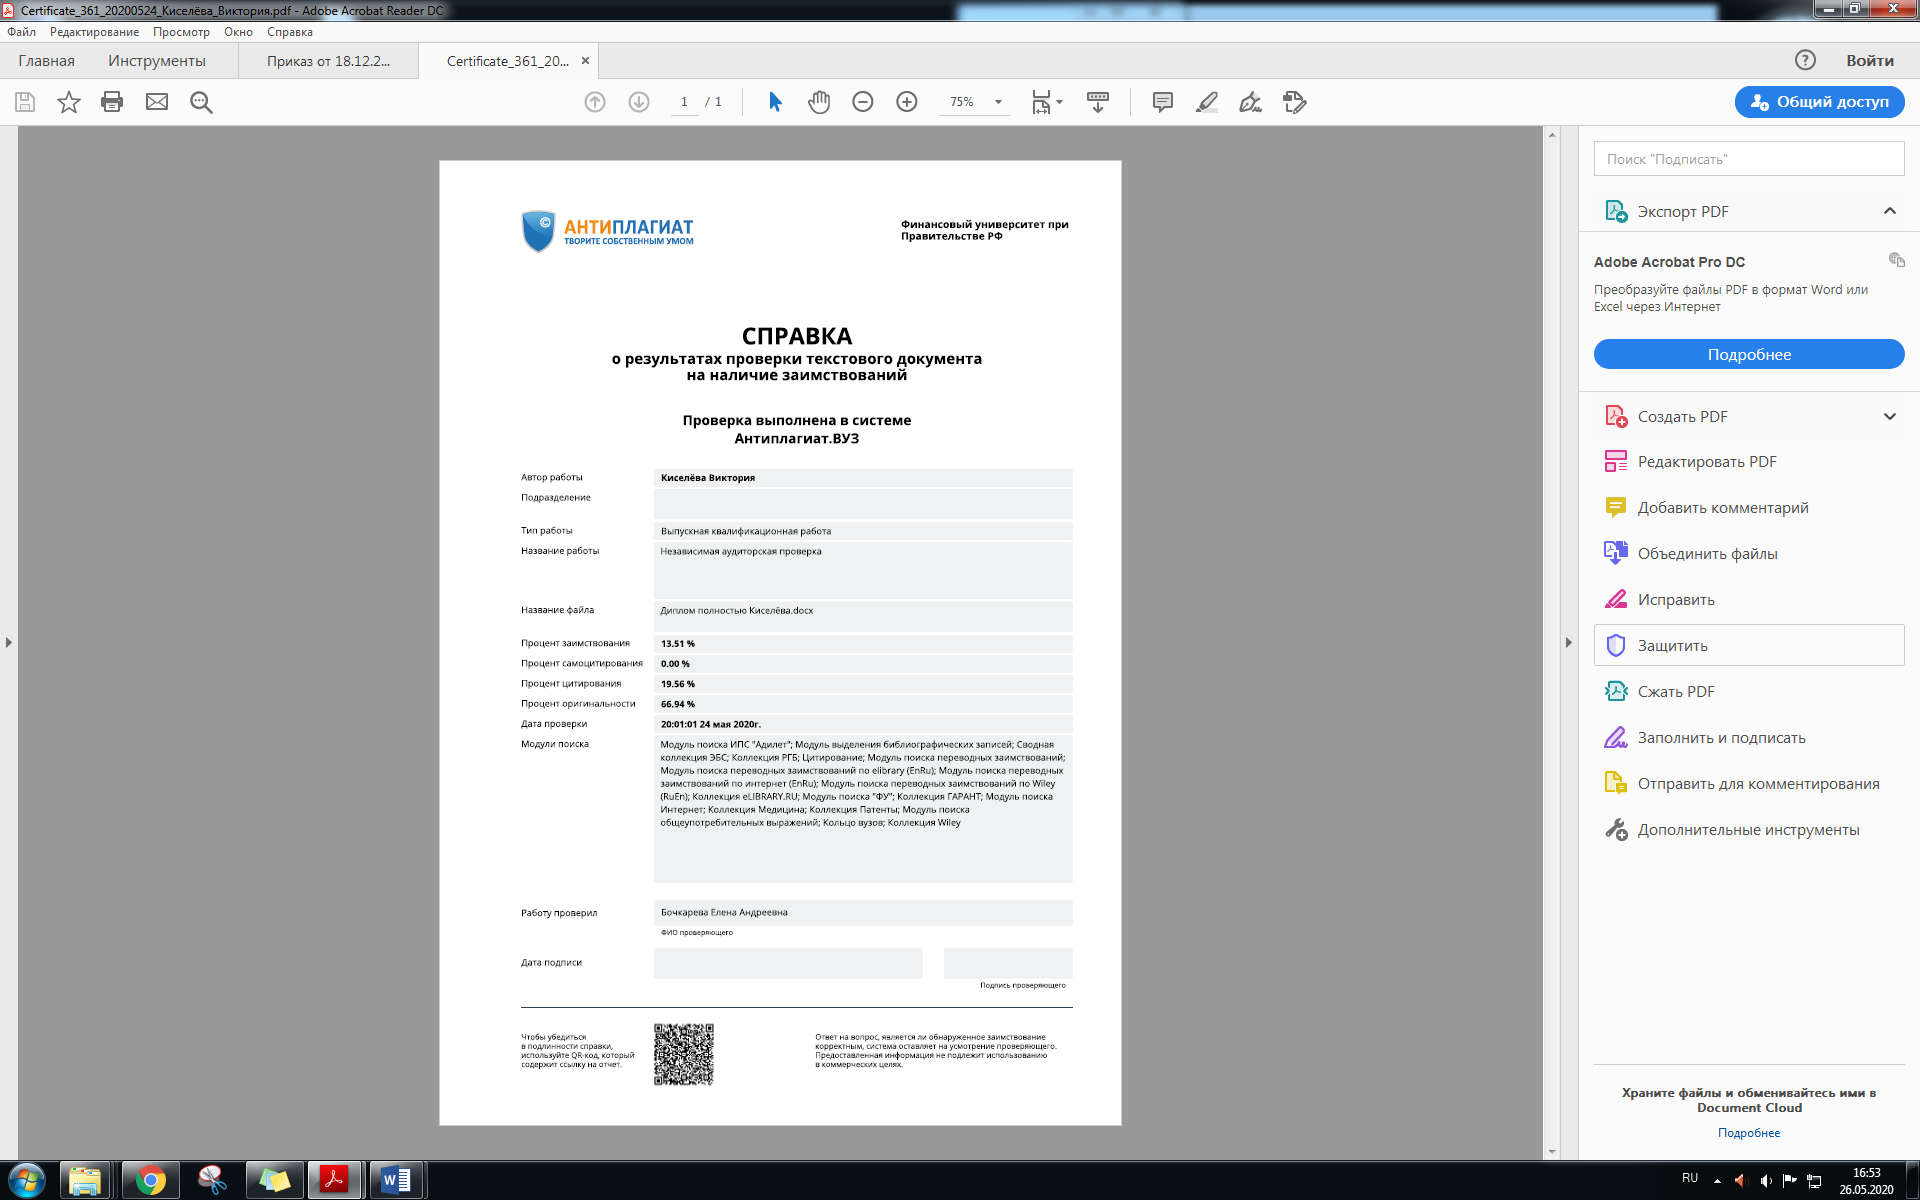 Certificate_361_20200524_Киселёва_Виктория.pdf - Adobe Acrobat Reader DC
Файл Редактирование Просмотр Окно Справка
Главная Инструменты Приказ от 18.12.2... Certificate_361_20... ×
Войти
1 / 1
75%
Общий доступ
АНТИПЛАГИАТ
ТВОРИТЕ СОБСТВЕННЫМ УМОМ
Финансовый университет при
Правительстве РФ
СПРАВКА
о результатах проверки текстового документа
на наличие заимствований
Проверка выполнена в системе
Антиплагиат.ВУЗ
Автор работы Киселёва Виктория
Подразделение
Тип работы Выпускная квалификационная работа
Название работы Независимая аудиторская проверка
Название файла Диплом полностью Киселёва.docx
Процент заимствования 13.51 %
Процент самоцитирования 0.00 %
Процент цитирования 19.56 %
Процент оригинальности 66.94 %
Дата проверки 20:01:01 24 мая 2020г.
Модули поиска Модуль поиска ИПС "Адилет"; Модуль выделения библиографических записей; Сводная
коллекция ЭБС; Коллекция РГБ; Цитирование; Модуль поиска переводных заимствований;
Модуль поиска переводных заимствований по elibrary (EnRu); Модуль поиска переводных
заимствований по интернет (EnRu); Модуль поиска переводных заимствований по Wiley
(RuEn); Коллекция eLIBRARY.RU; Модуль поиска "ФУ"; Коллекция ГАРАНТ; Модуль поиска
Интернет; Коллекция Медицина; Коллекция Патенты; Модуль поиска
общеупотребительных выражений; Кольцо вузов; Коллекция Wiley
Работу проверил Бочкарева Елена Андреевна
ФИО проверяющего
Дата подписи
Подпись проверяющего
Чтобы убедиться
в подлинности справки,
используйте QR-код, который
содержит ссылку на отчет.
Ответ на вопрос, является ли обнаруженное заимствование
корректным, система оставляет на усмотрение проверяющего.
Предоставленная информация не подлежит использованию
в коммерческих целях.
Поиск "Подписать"
Экспорт PDF
Adobe Acrobat Pro DC
Преобразуйте файлы PDF в формат Word или
Excel через Интернет
Подробнее
Создать PDF
Редактировать PDF
Добавить комментарий
Объединить файлы
Исправить
Защитить
Сжать PDF
Заполнить и подписать
Отправить для комментирования
Дополнительные инструменты
Храните файлы и обменивайтесь ими в
Document Cloud
Подробнее
RU
16:53
26.05.2020